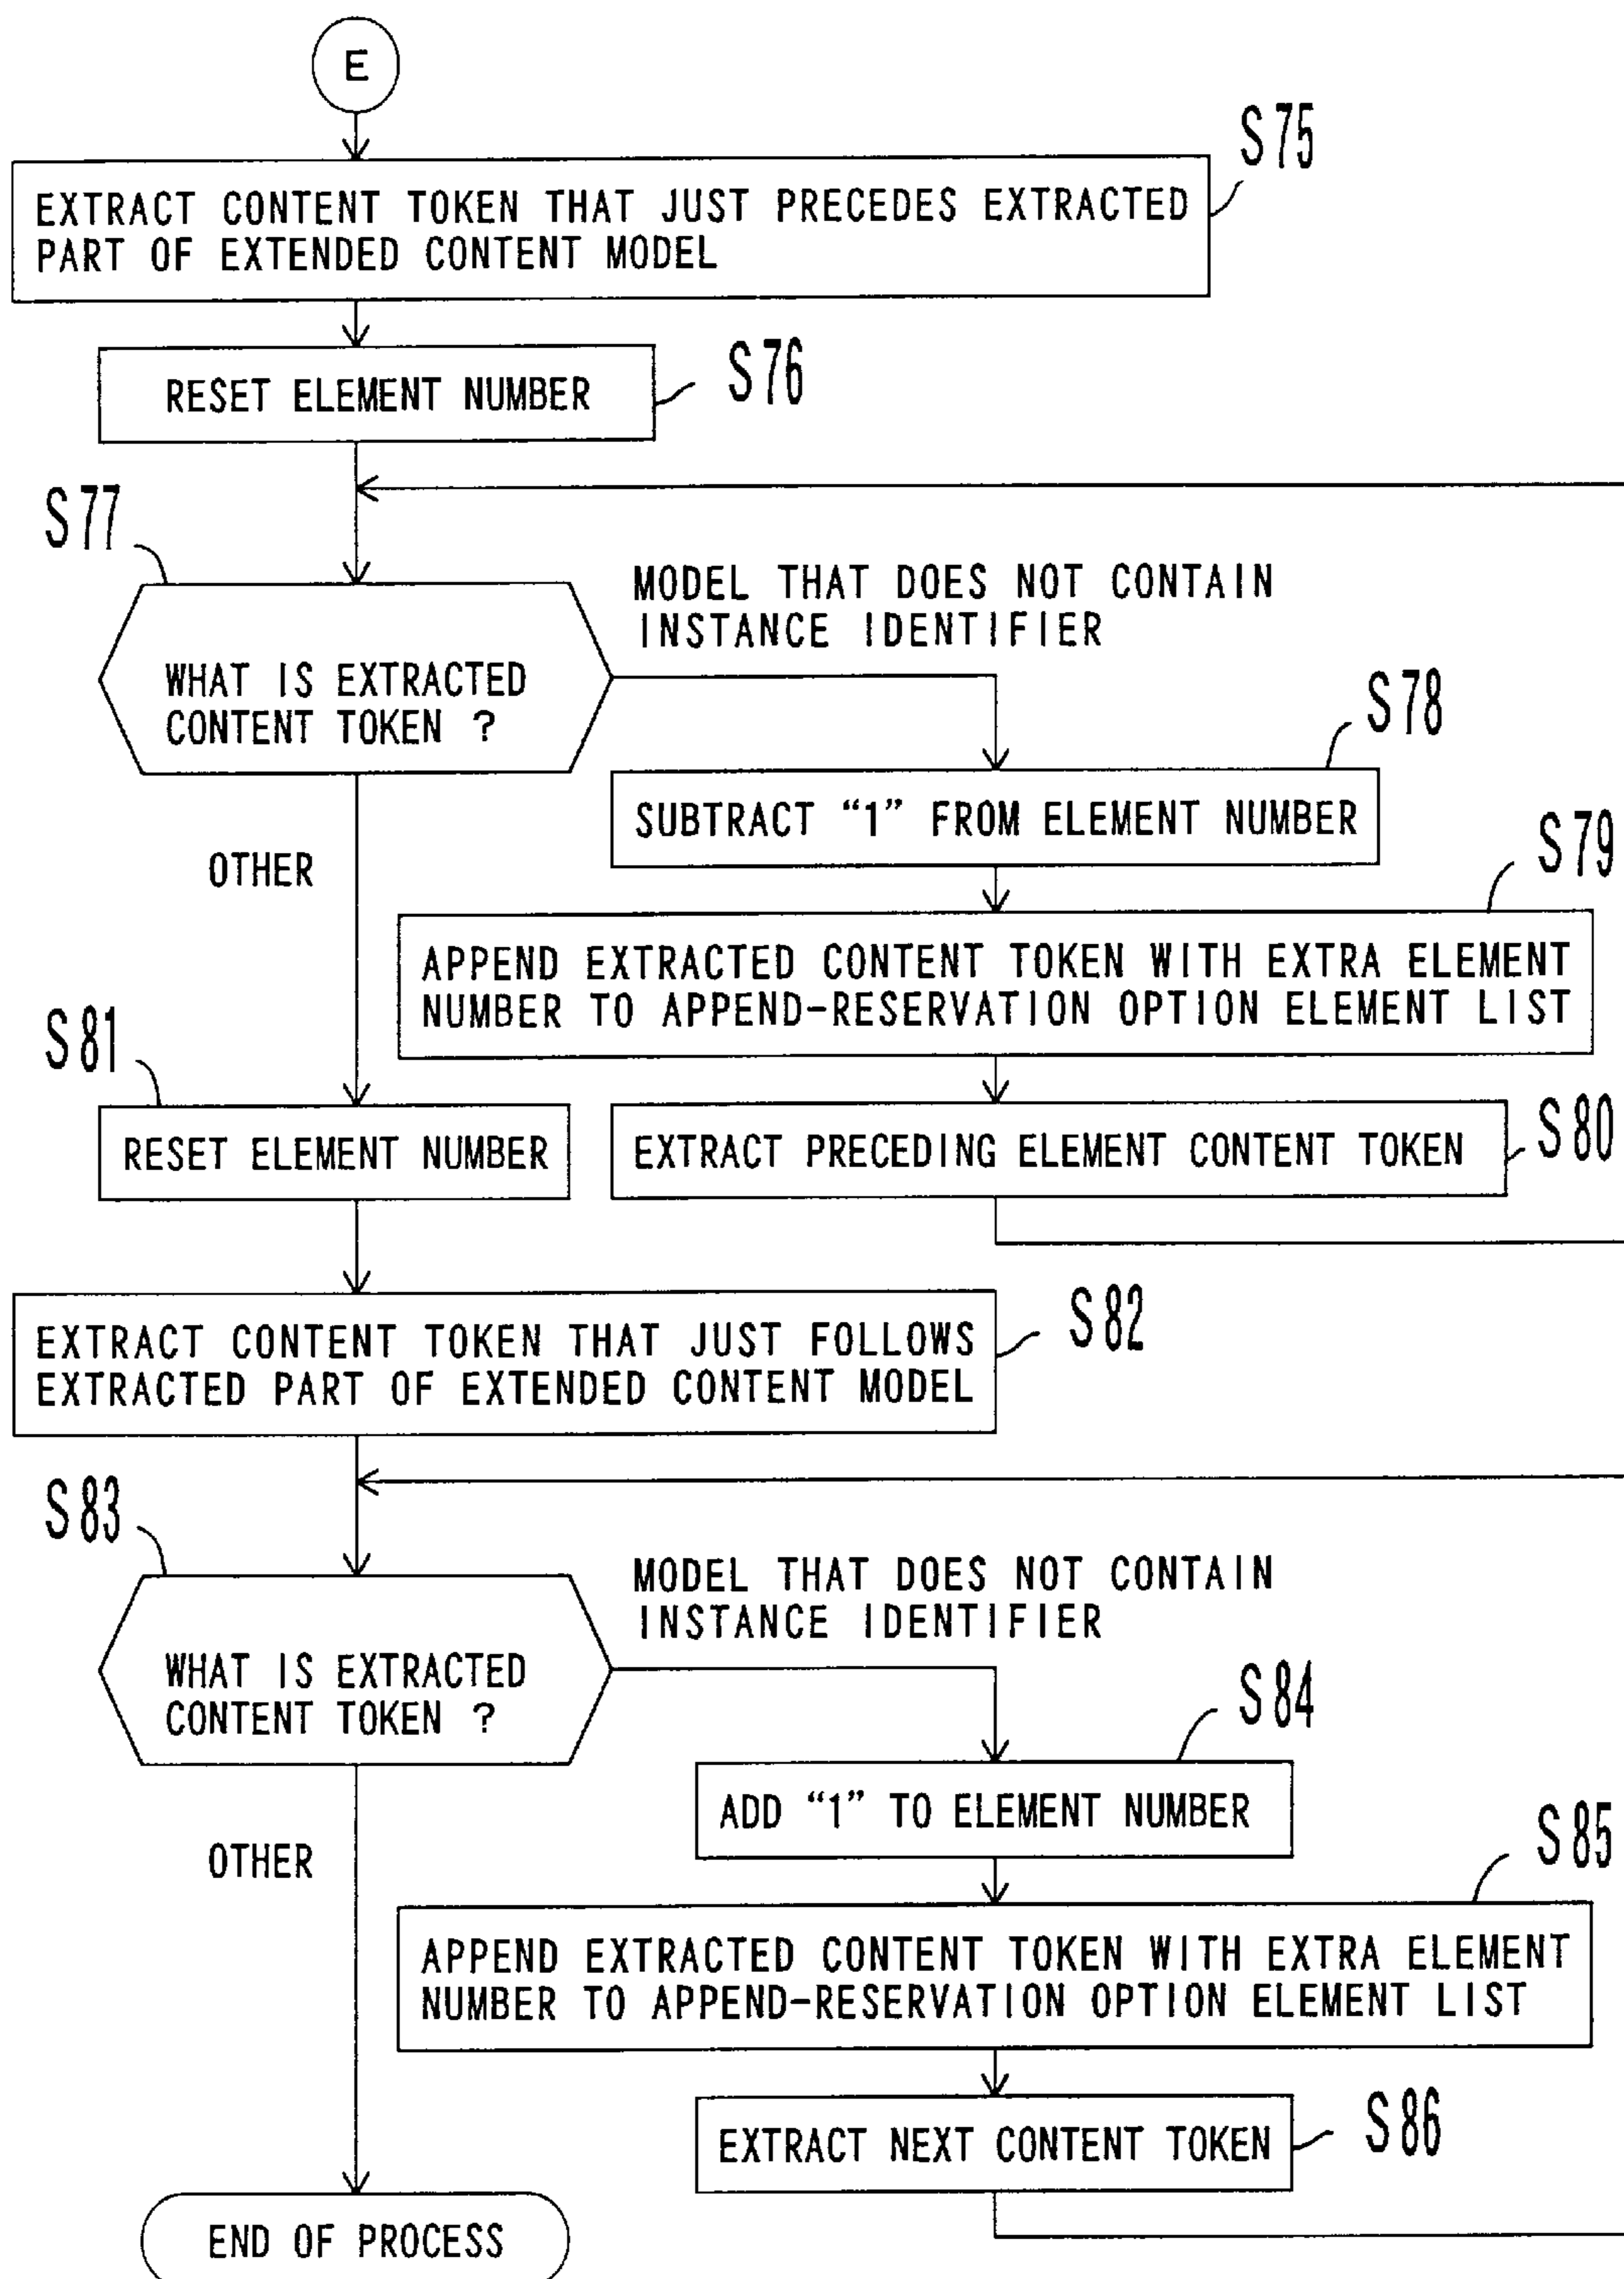 E
S75
EXTRACT CONTENT TOKEN THAT JUST PRECEDES EXTRACTED
PART OF EXTENDED CONTENT MODEL
S76
RESET ELEMENT NUMBER
S77
MODEL THAT DOES NOT CONTAIN
INSTANCE IDENTIFIER
WHAT IS EXTRACTED
CONTENT TOKEN ?
S78
SUBTRACT “1” FROM ELEMENT NUMBER
OTHER
S79
APPEND EXTRACTED CONTENT TOKEN WITH EXTRA ELEMENT
NUMBER TO APPEND-RESERVATION OPTION ELEMENT LIST
S81
RESET ELEMENT NUMBER
EXTRACT PRECEDING ELEMENT CONTENT TOKEN
S80
S82
EXTRACT CONTENT TOKEN THAT JUST FOLLOWS
EXTRACTED PART OF EXTENDED CONTENT MODEL
S83
MODEL THAT DOES NOT CONTAIN
INSTANCE IDENTIFIER
WHAT IS EXTRACTED
CONTENT TOKEN ?
S84
ADD “1” TO ELEMENT NUMBER
OTHER
S85
APPEND EXTRACTED CONTENT TOKEN WITH EXTRA ELEMENT
NUMBER TO APPEND-RESERVATION OPTION ELEMENT LIST
EXTRACT NEXT CONTENT TOKEN
S86
END OF PROCESS